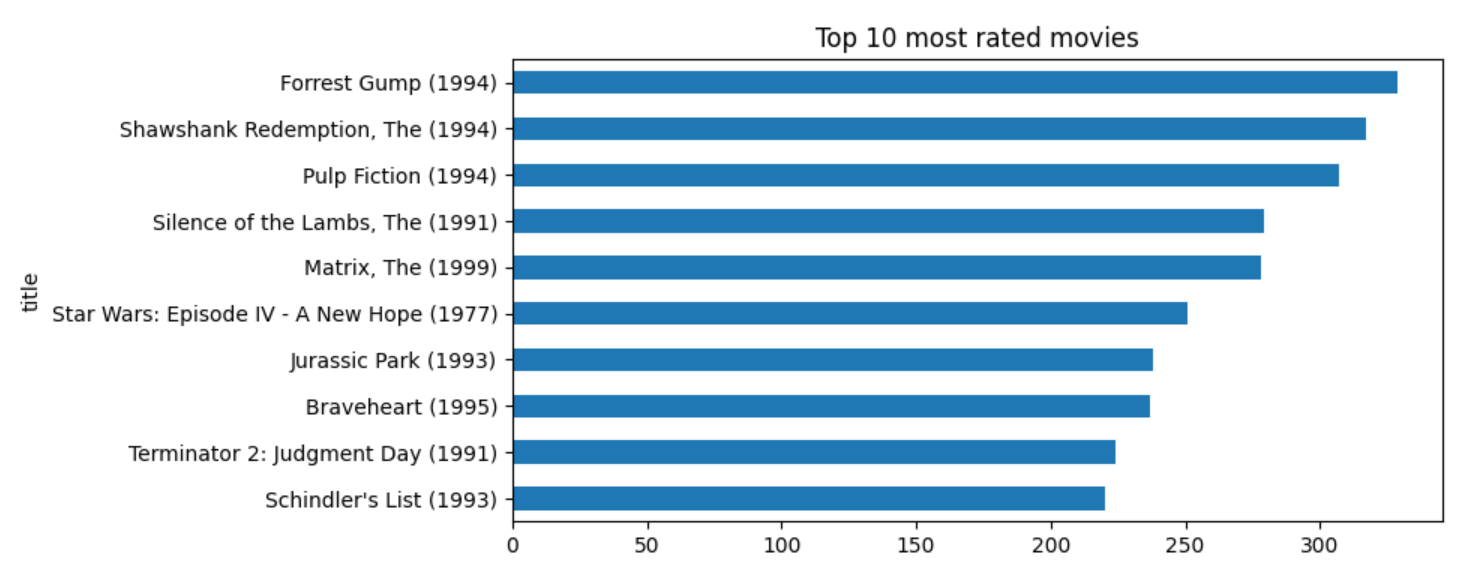 Top 10 most rated movies
title
Forrest Gump (1994)
Shawshank Redemption, The (1994)
Pulp Fiction (1994)
Silence of the Lambs, The (1991)
Matrix, The (1999)
Star Wars: Episode IV - A New Hope (1977)
Jurassic Park (1993)
Braveheart (1995)
Terminator 2: Judgment Day (1991)
Schindler's List (1993)
0 50 100 150 200 250 300